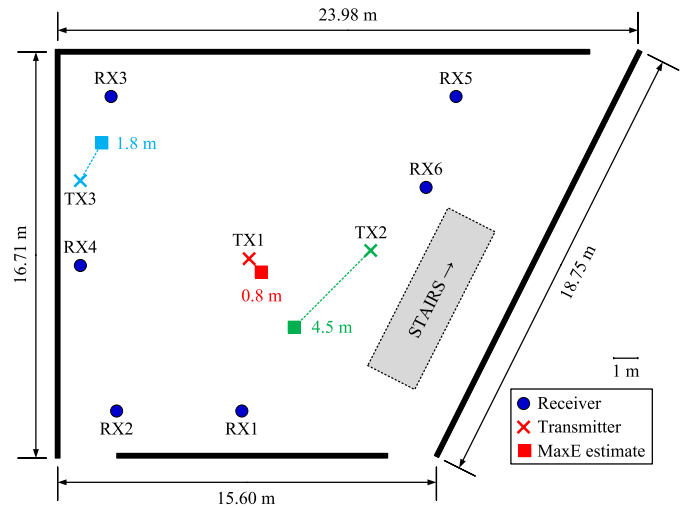 23.98 m
RX3
RX5
1.8 m
TX3
RX6
RX4
TX1
TX2
16.71 m
18.75 m
0.8 m
4.5 m
STAIRS →
1 m
Receiver
Transmitter
MaxE estimate
RX2
RX1
15.60 m